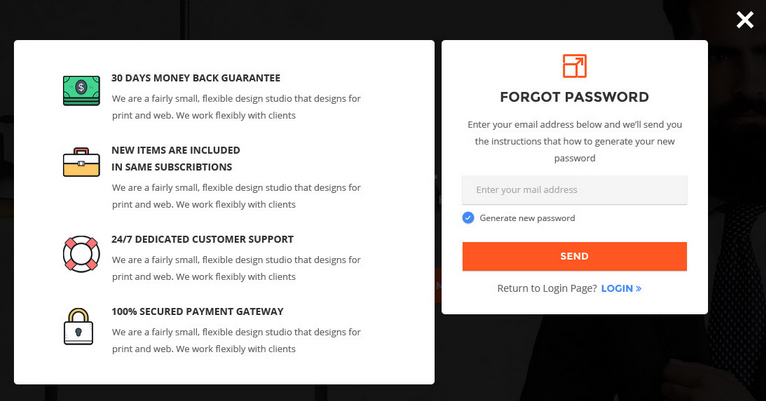 30 DAYS MONEY BACK GUARANTEE
We are a fairly small, flexible design studio that designs for
print and web. We work flexibly with clients
NEW ITEMS ARE INCLUDED
IN SAME SUBSCRIBTIONS
We are a fairly small, flexible design studio that designs for
print and web. We work flexibly with clients
24/7 DEDICATED CUSTOMER SUPPORT
We are a fairly small, flexible design studio that designs for
print and web. We work flexibly with clients
100% SECURED PAYMENT GATEWAY
We are a fairly small, flexible design studio that designs for
print and web. We work flexibly with clients
FORGOT PASSWORD
Enter your email address below and we'll send you
the instructions that how to generate your new
password
Enter your mail address
Generate new password
SEND
Return to Login Page? LOGIN »